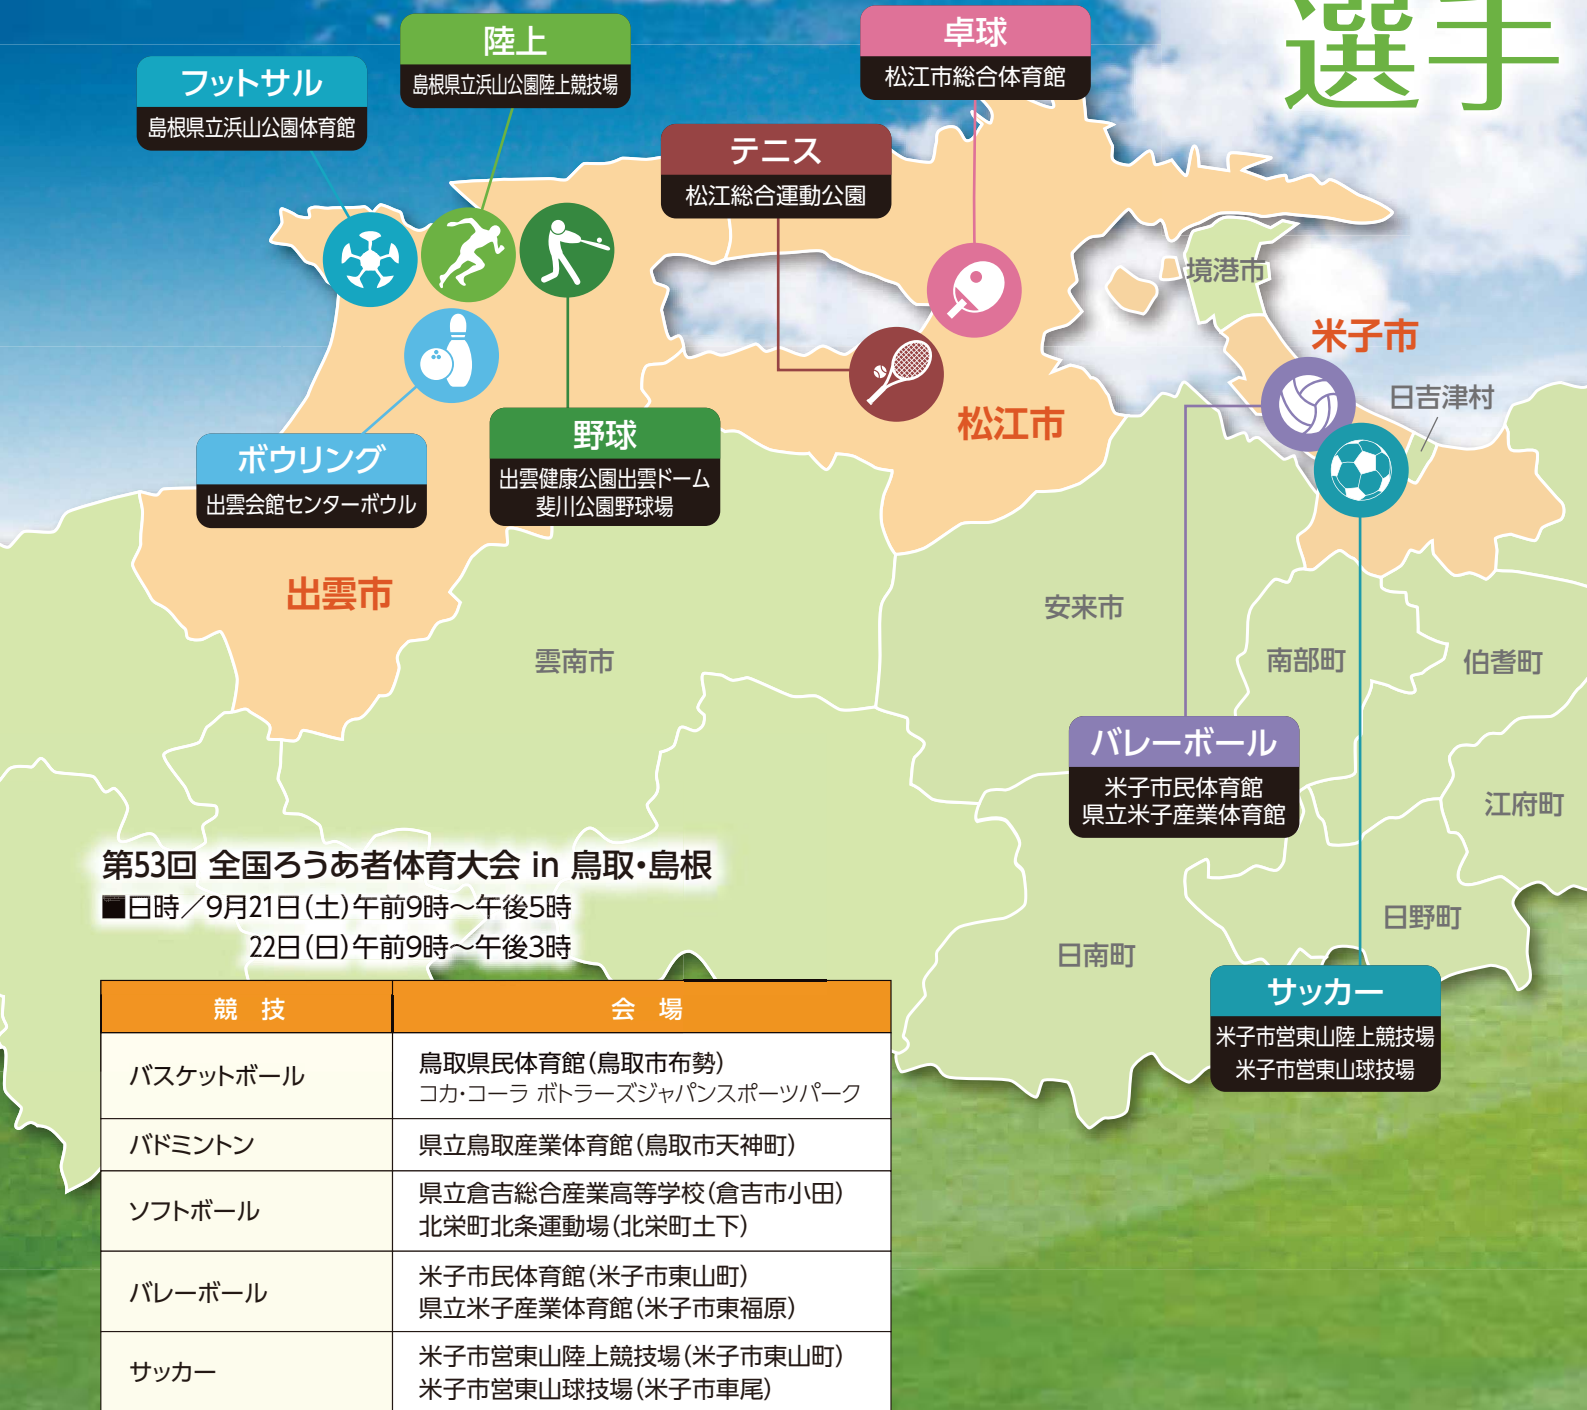 選手
陸上
島根県立浜山公園陸上競技場
卓球
松江市総合体育館
フットサル
島根県立浜山公園体育館
テニス
松江総合運動公園
境港市
米子市
日吉津村
松江市
ボウリング
出雲会館センターボウル
野球
出雲健康公園出雲ドーム
斐川公園野球場
出雲市
安来市
雲南市
南部町
伯耆町
バレーボール
米子市民体育館
県立米子産業体育館
江府町
日野町
日南町
サッカー
米子市営東山陸上競技場
米子市営東山球技場
第53回 全国ろうあ者体育大会 in 鳥取・島根
■日時／9月21日(土)午前9時～午後5時
22日(日)午前9時～午後3時
競 技 会 場
バスケットボール 鳥取県民体育館(鳥取市布勢)
コカ・コーラ ボトラーズジャパンスポーツパーク
バドミントン 県立鳥取産業体育館(鳥取市天神町)
ソフトボール 県立倉吉総合産業高等学校(倉吉市小田)
北栄町北条運動場(北栄町土下)
バレーボール 米子市民体育館(米子市東山町)
県立米子産業体育館(米子市東福原)
サッカー 米子市営東山陸上競技場(米子市東山町)
米子市営東山球技場(米子市車尾)